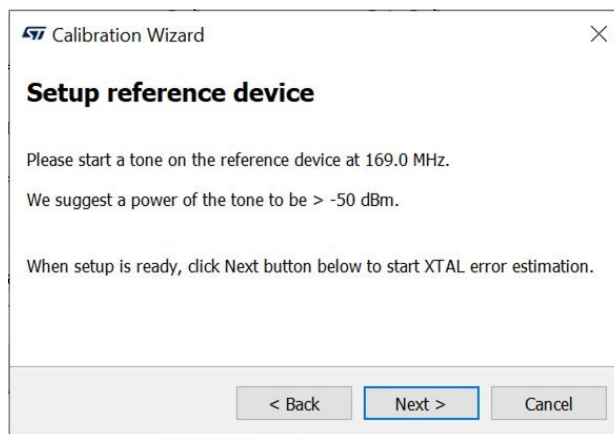 Calibration Wizard
Setup reference device
Please start a tone on the reference device at 169.0 MHz.
We suggest a power of the tone to be > -50 dBm.
When setup is ready, click Next button below to start XTAL error estimation.
< Back
Next >
Cancel